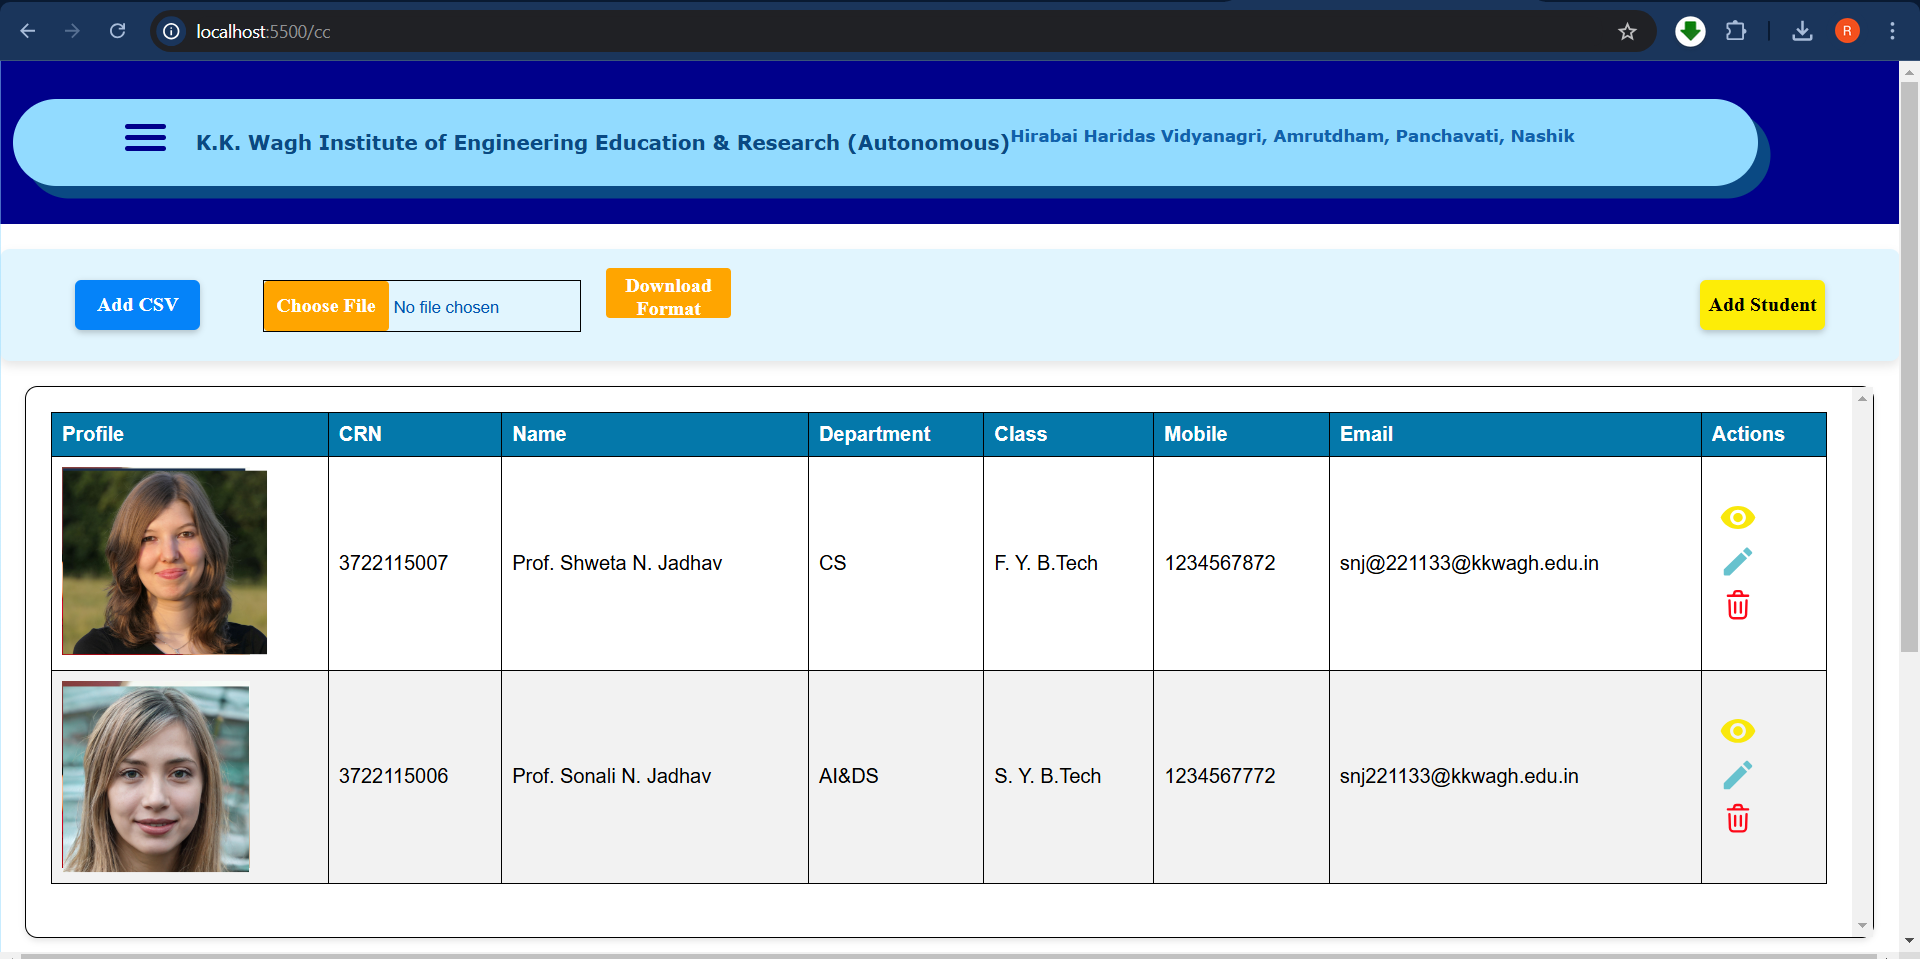 localhost:5500/cc
R
K.K. Wagh Institute of Engineering Education & Research (Autonomous) Hirabai Haridas Vidyanagri, Amrutdham, Panchavati, Nashik
Add CSV Choose File No file chosen Download Format Add Student
Profile CRN Name Department Class Mobile Email Actions
3722115007 Prof. Shweta N. Jadhav CS F. Y. B.Tech 1234567872 snj@221133@kkwagh.edu.in
3722115006 Prof. Sonali N. Jadhav AI&DS S. Y. B.Tech 1234567772 snj221133@kkwagh.edu.in